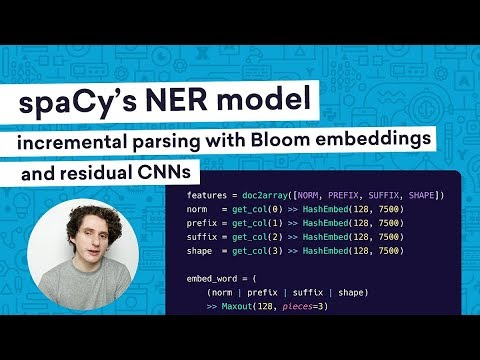 spaCy’s NER model
incremental parsing with Bloom embeddings
and residual CNNs
features = doc2array([NORM, PREFIX, SUFFIX, SHAPE])
norm = get_col(0) >> HashEmbed(128, 7500)
prefix = get_col(1) >> HashEmbed(128, 7500)
suffix = get_col(2) >> HashEmbed(128, 7500)
shape = get_col(3) >> HashEmbed(128, 7500)
embed_word = (
(norm | prefix | suffix | shape)
>> Maxout(128, pieces=3)